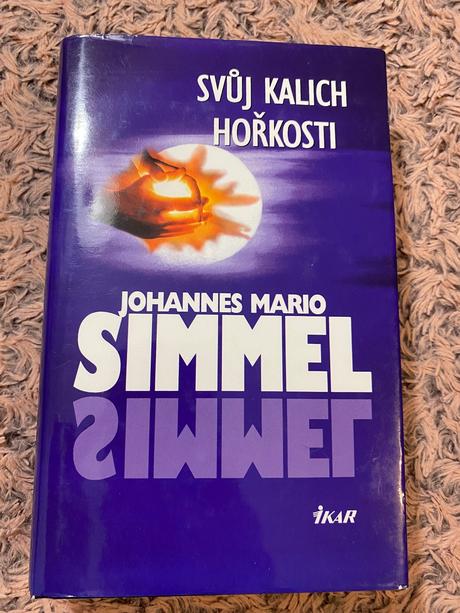 SVŮJ KALICH
HOŘKOSTI
JOHANNES MARIO
SIMMEL
SIMMEL
iKAR